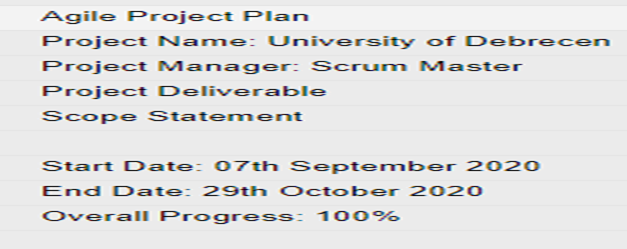 Agile Project Plan
Project Name: University of Debrecen
Project Manager: Scrum Master
Project Deliverable
Scope Statement
Start Date: 07th September 2020
End Date: 29th October 2020
Overall Progress: 100%